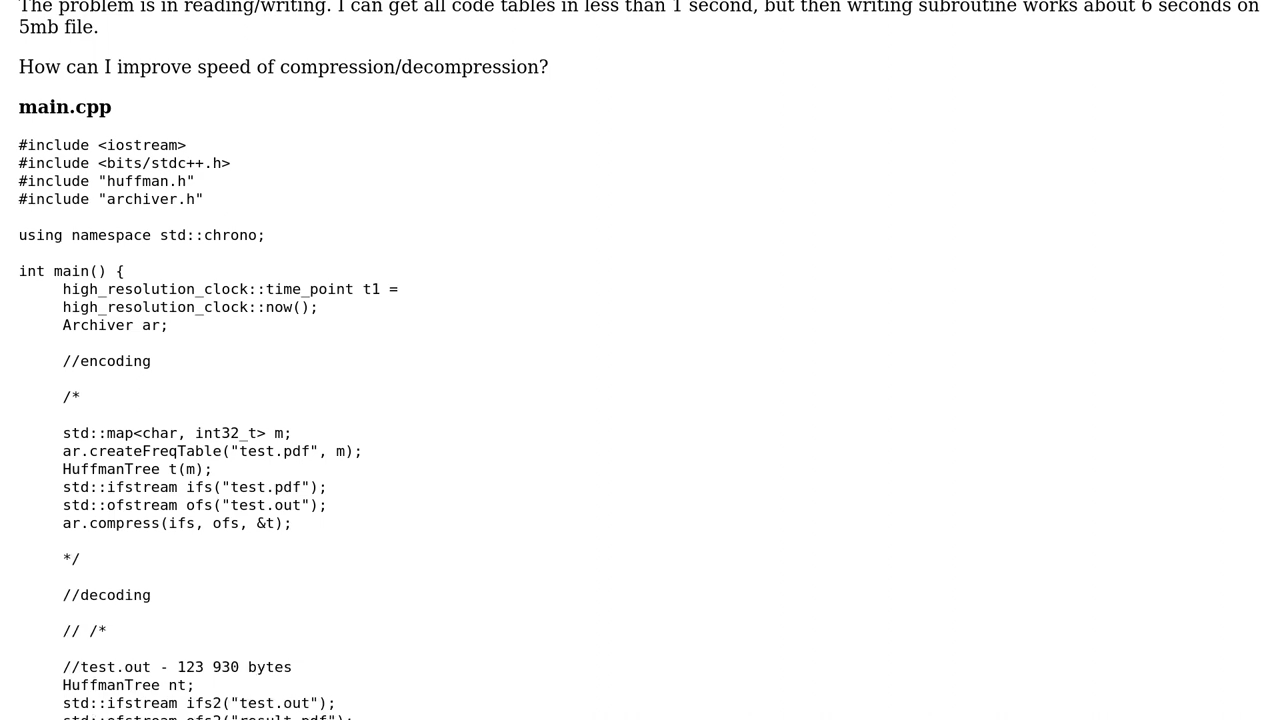 The problem is in reading/writing. I can get all code tables in less than 1 second, but then writing subroutine works about 6 seconds on
5mb file.
How can I improve speed of compression/decompression?
main.cpp
#include <iostream>
#include <bits/stdc++.h>
#include "huffman.h"
#include "archiver.h"
using namespace std::chrono;
int main() {
high_resolution_clock::time_point t1 =
high_resolution_clock::now();
Archiver ar;
//encoding
/*
std::map<char, int32_t> m;
ar.createFreqTable("test.pdf", m);
HuffmanTree t(m);
std::ifstream ifs("test.pdf");
std::ofstream ofs("test.out");
ar.compress(ifs, ofs, &t);
*/
//decoding
// /*
//test.out - 123 930 bytes
HuffmanTree nt;
std::ifstream ifs2("test.out");
std::ofstream ofs2("result.pdf");